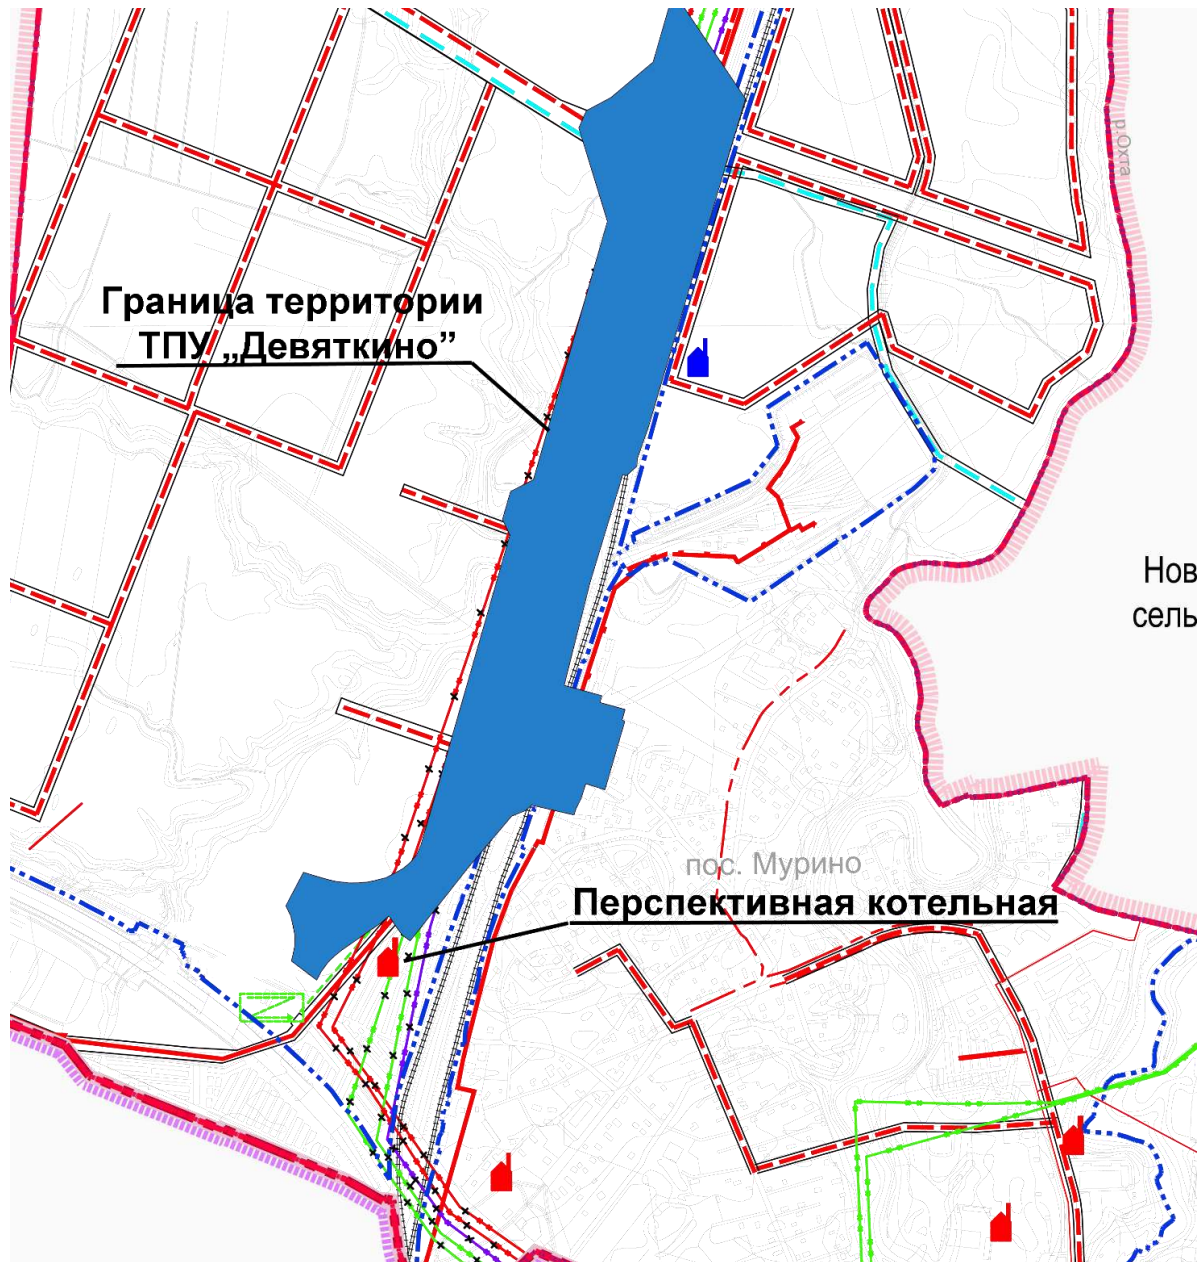 р.Охта
Граница территории
ТПУ „Девяткино”
Нов
сель
пос. Мурино
Перспективная котельная